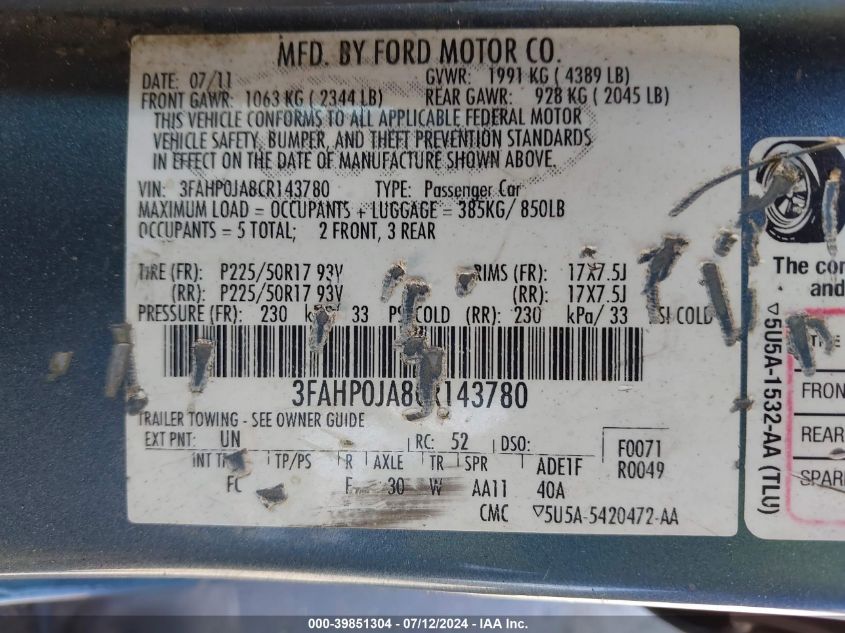 MFD. BY FORD MOTOR CO.
DATE: 07/11 GVWR: 1991 KG ( 4389 LB)
FRONT GAWR: 1063 KG ( 2344 LB) REAR GAWR: 928 KG ( 2045 LB)
THIS VEHICLE CONFORMS TO ALL APPLICABLE FEDERAL MOTOR
VEHICLE SAFETY, BUMPER, AND THEFT PREVENTION STANDARDS
IN EFFECT ON THE DATE OF MANUFACTURE SHOWN ABOVE.
VIN: 3FAHP0JA8CR143780 TYPE: Passenger Car
MAXIMUM LOAD = OCCUPANTS + LUGGAGE = 385KG/ 850LB
OCCUPANTS = 5 TOTAL; 2 FRONT, 3 REAR
TIRE (FR): P225/50R17 93V RIMS (FR): 17X7.5J
(RR): P225/50R17 93V (RR): 17X7.5J
PRESSURE (FR): 230 kPa/ 33 PSI COLD (RR): 230 kPa/ 33 PSI COLD
3FAHP0JA8CR143780
TRAILER TOWING - SEE OWNER GUIDE
EXT PNT: UN RC: 52 DSO: F0071
R0049
INT TR TP/PS R AXLE TR SPR ADE1F
FC F 30 W AA11 40A
CMC ▽5U5A-5420472-AA
▽5U5A-1532-AA (TLU)
The
and
TIRE
FRON
REAR
SPAR
000-39851304 - 07/12/2024 - IAA Inc.